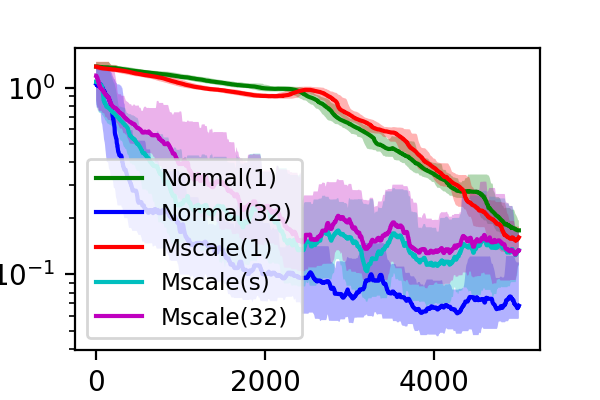 10⁰
10⁻¹
Normal(1)
Normal(32)
Mscale(1)
Mscale(s)
Mscale(32)
0 2000 4000